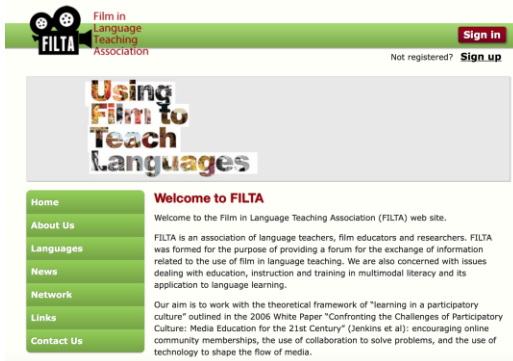 FILTA
Film in
Language
Teaching
Association
Sign in
Not registered? Sign up
Using
Film to
Teach
Languages
Home
About Us
Languages
News
Network
Links
Contact Us
Welcome to FILTA
Welcome to the Film in Language Teaching Association (FILTA) web site.
FILTA is an association of language teachers, film educators and researchers. FILTA
was formed for the purpose of providing a forum for the exchange of information
related to the use of film in language teaching. We are also concerned with issues
dealing with education, instruction and training in multimodal literacy and its
application to language learning.
Our aim is to work with the theoretical framework of "learning in a participatory
culture" outlined in the 2006 White Paper "Confronting the Challenges of Participatory
Culture: Media Education for the 21st Century" (Jenkins et al): encouraging online
community memberships, the use of collaboration to solve problems, and the use of
technology to shape the flow of media.